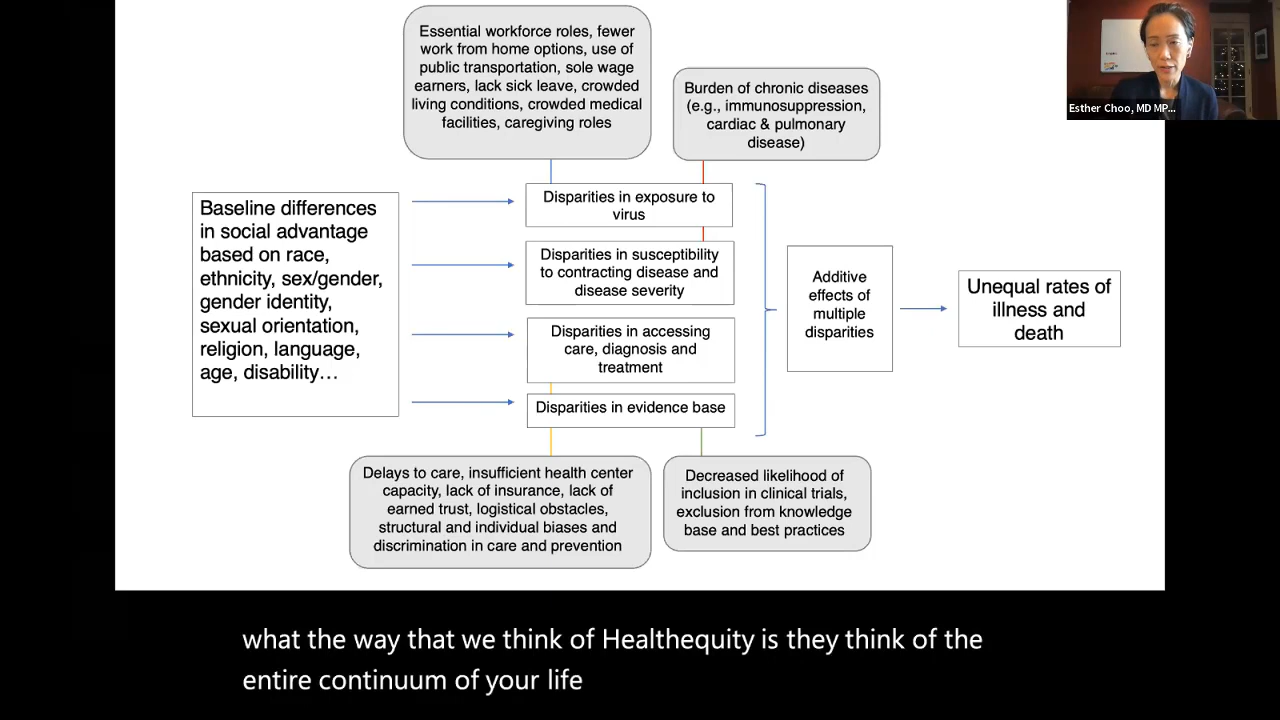 Essential workforce roles, fewer
work from home options, use of
public transportation, sole wage
earners, lack sick leave, crowded
living conditions, crowded medical
facilities, caregiving roles
Burden of chronic diseases
(e.g., immunosuppression,
cardiac & pulmonary
disease)
Esther Choo, MD MP...
Baseline differences
in social advantage
based on race,
ethnicity, sex/gender,
gender identity,
sexual orientation,
religion, language,
age, disability…
Disparities in exposure to
virus
Disparities in susceptibility
to contracting disease and
disease severity
Disparities in accessing
care, diagnosis and
treatment
Disparities in evidence base
Additive
effects of
multiple
disparities
Unequal rates of
illness and
death
Delays to care, insufficient health center
capacity, lack of insurance, lack of
earned trust, logistical obstacles,
structural and individual biases and
discrimination in care and prevention
Decreased likelihood of
inclusion in clinical trials,
exclusion from knowledge
base and best practices
what the way that we think of Healthequity is they think of the
entire continuum of your life